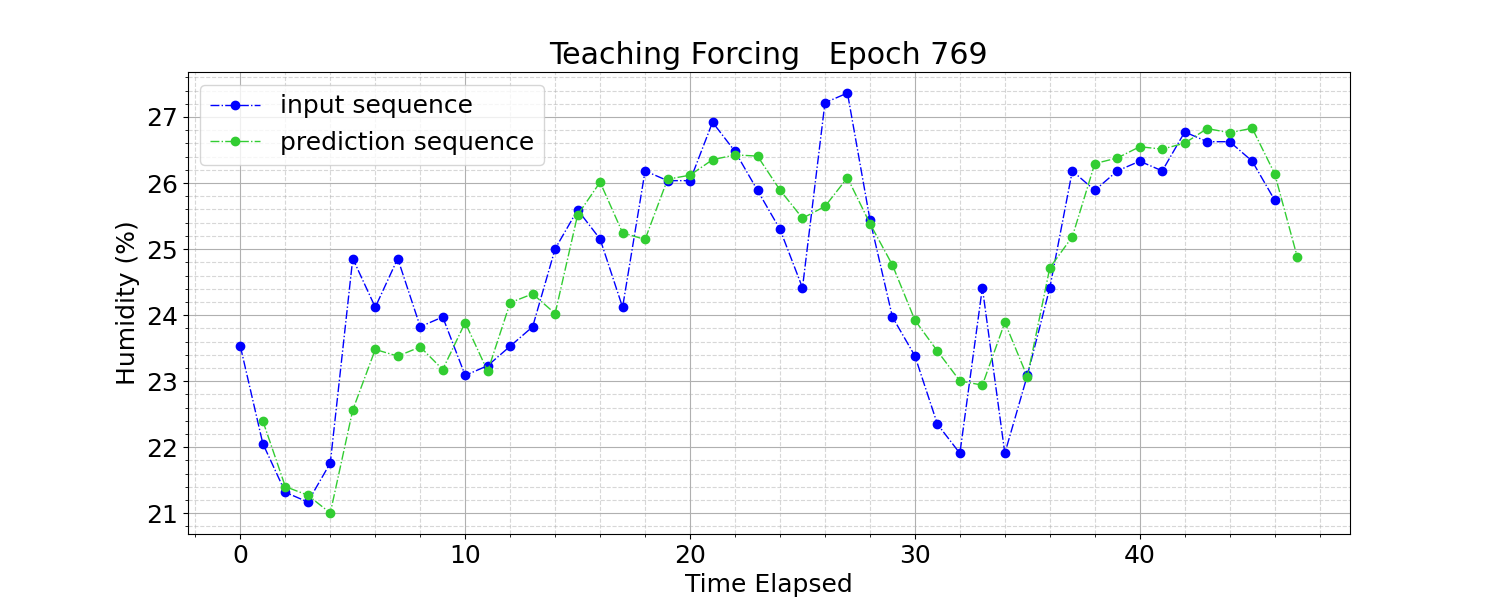 Teaching Forcing   Epoch 769
input sequence
prediction sequence
Humidity (%)
27
26
25
24
23
22
21
0 10 20 30 40
Time Elapsed